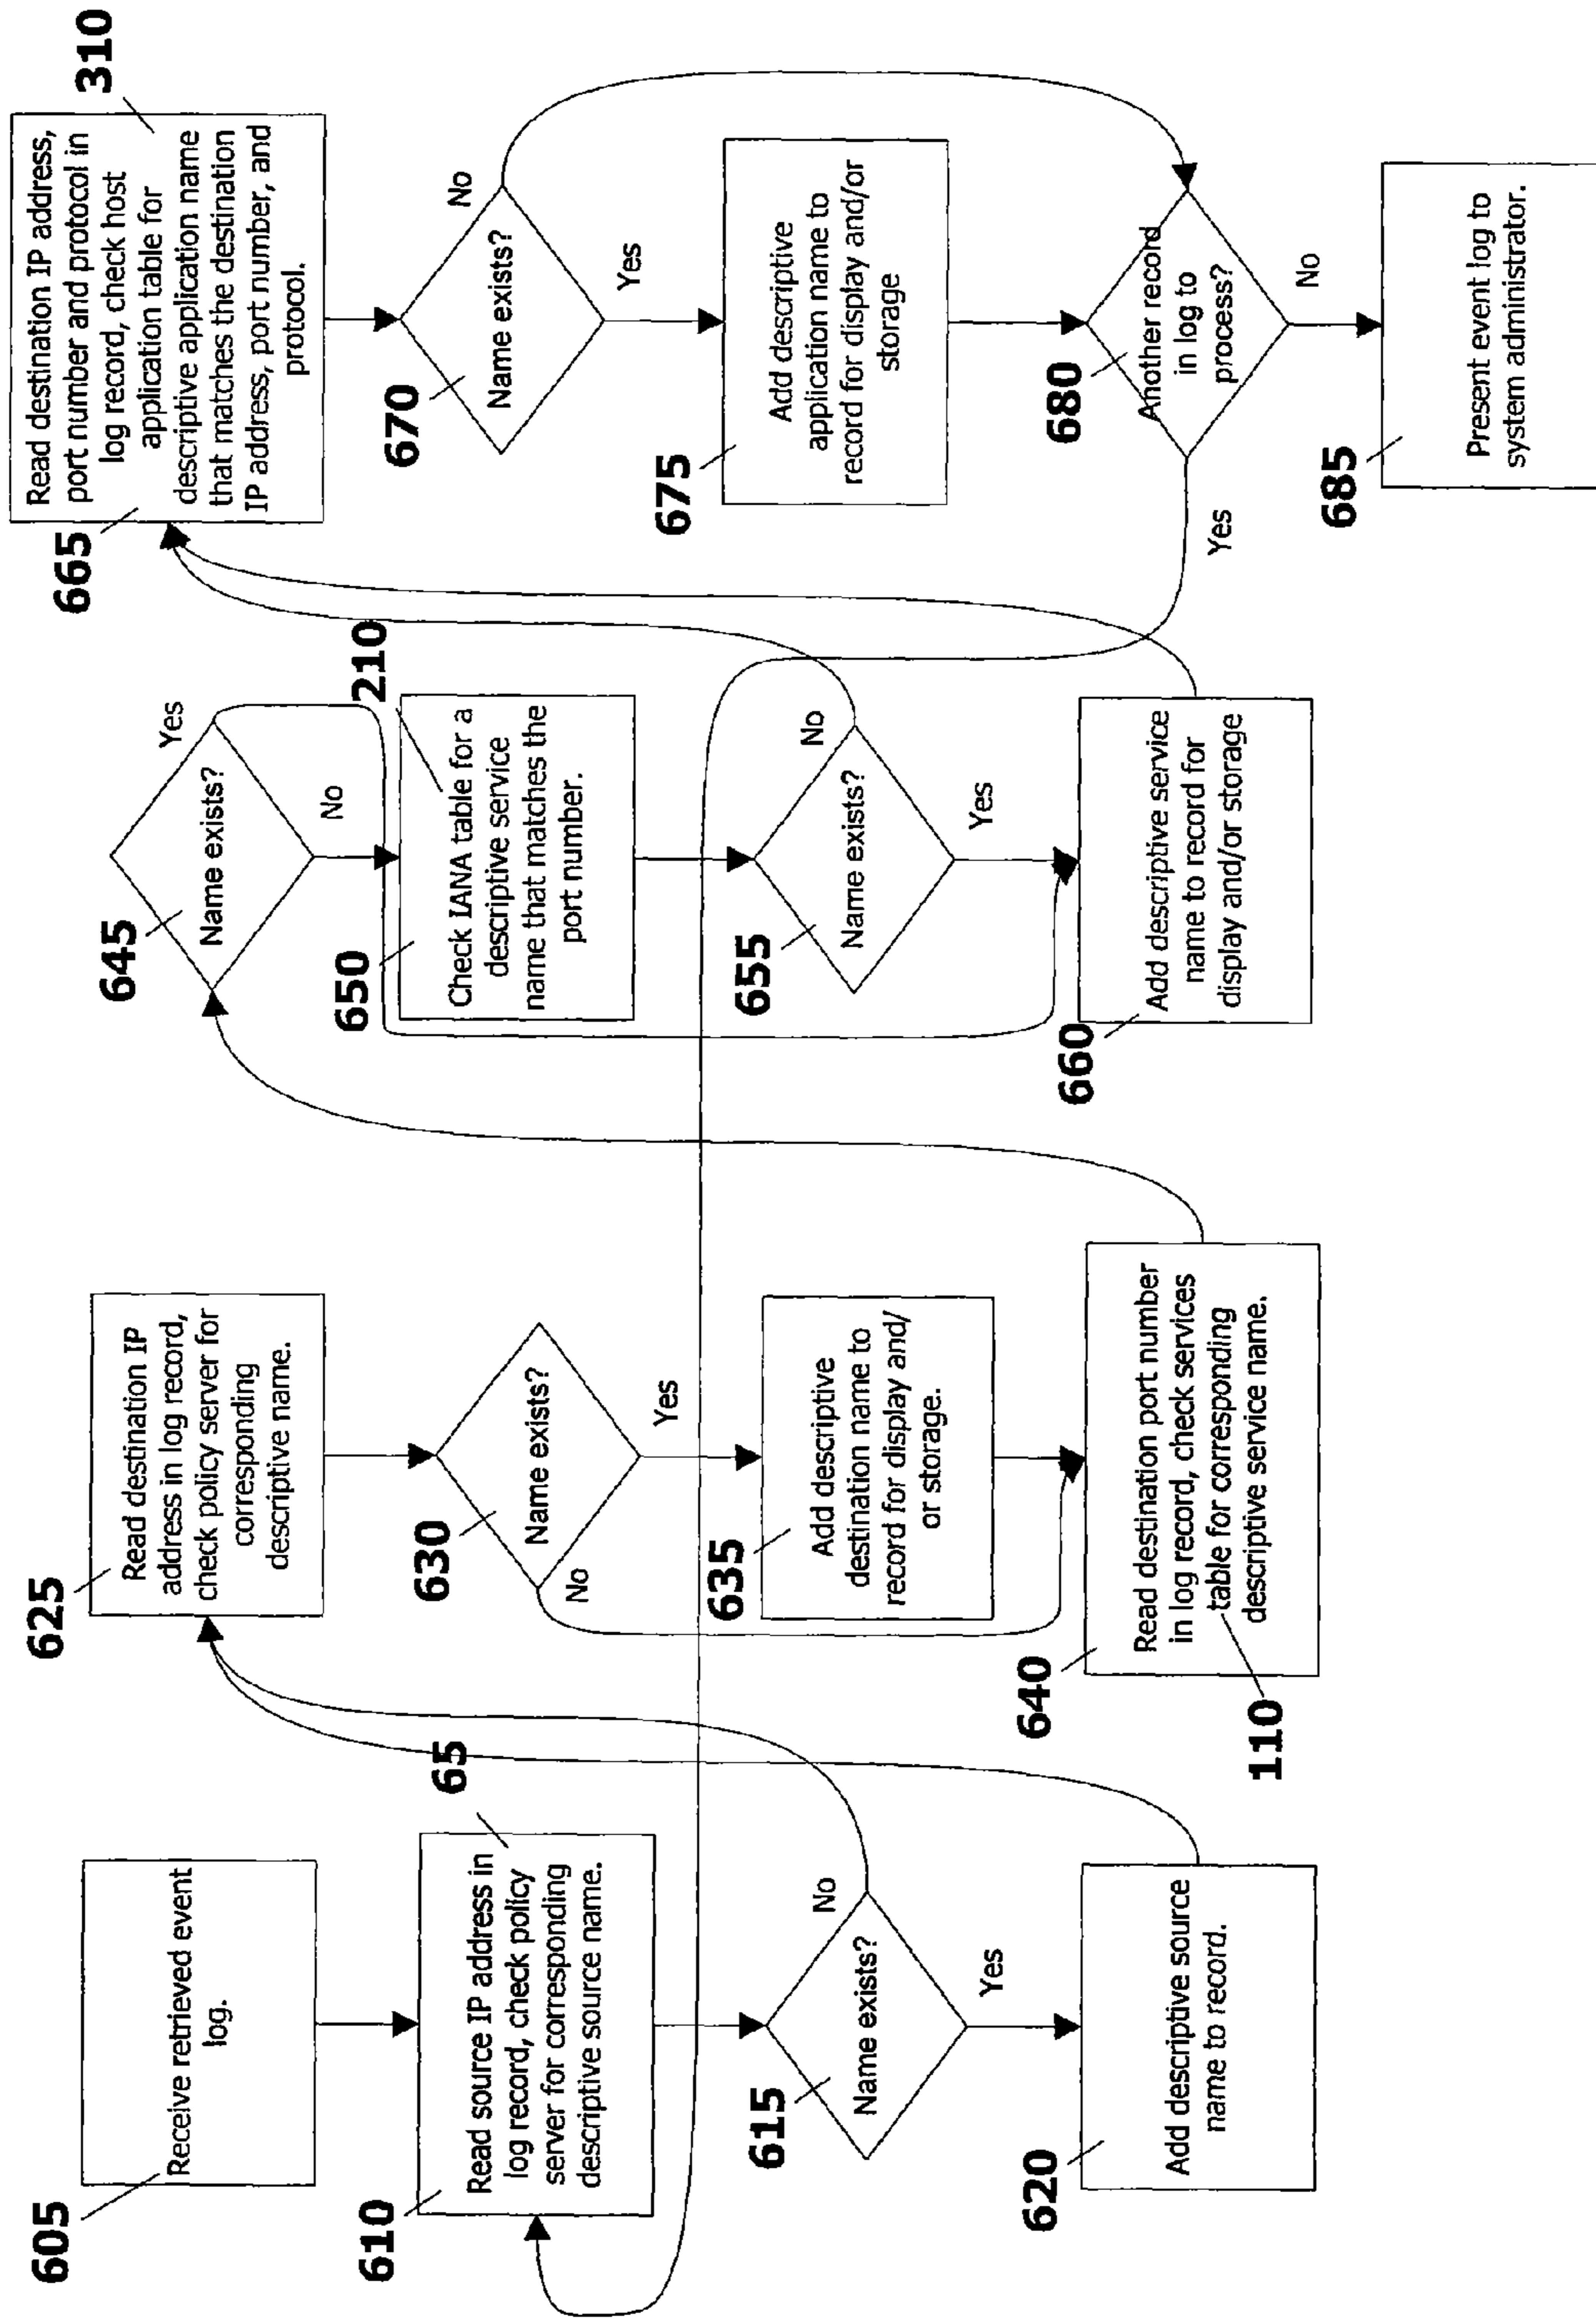 605
Receive retrieved event
log.
610
65
Read source IP address in
log record, check policy
server for corresponding
descriptive source name.
615
Name exists?
No
Yes
620
Add descriptive source
name to record.
625
Read destination IP
address in log record,
check policy server for
corresponding
descriptive name.
630
Name exists?
No
Yes
635
Add descriptive
destination name to
record for display and/
or storage.
640
Read destination port number
in log record, check services
table for corresponding
descriptive service name.
110
645
Name exists?
Yes
No
210
650
Check IANA table for a
descriptive service
name that matches the
port number.
655
Name exists?
No
Yes
660
Add descriptive service
name to record for
display and/or storage
665
310
Read destination IP address,
port number and protocol in
log record, check host
application table for
descriptive application name
that matches the destination
IP address, port number, and
protocol.
670
Name exists?
No
Yes
675
Add descriptive
application name to
record for display and/or
storage
680
Another record
in log to
process?
Yes
No
685
Present event log to
system administrator.